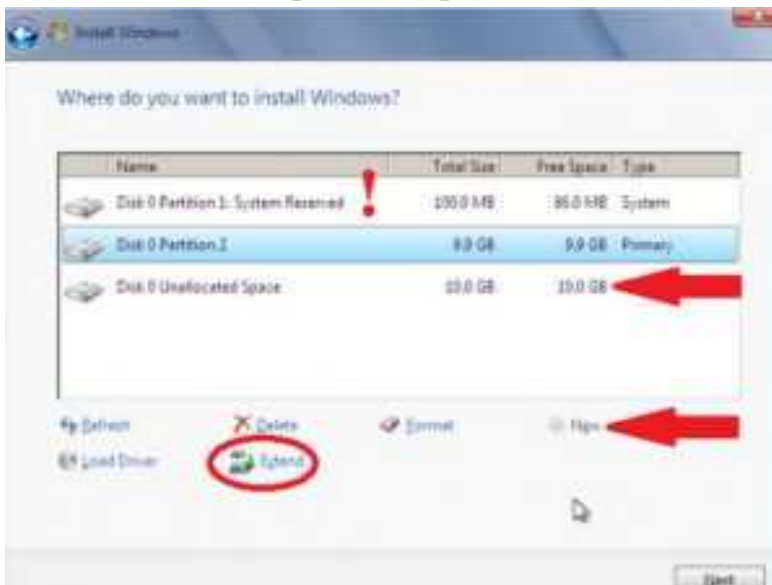 Install Windows
Where do you want to install Windows?
Name Total Size Free Space Type
Disk 0 Partition 1: System Reserved ! 100.0 MB 86.0 MB System
Disk 0 Partition 2 9.9 GB 9.9 GB Primary
Disk 0 Unallocated Space 10.0 GB 10.0 GB
Refresh Delete Format New
Load Driver Extend
Next